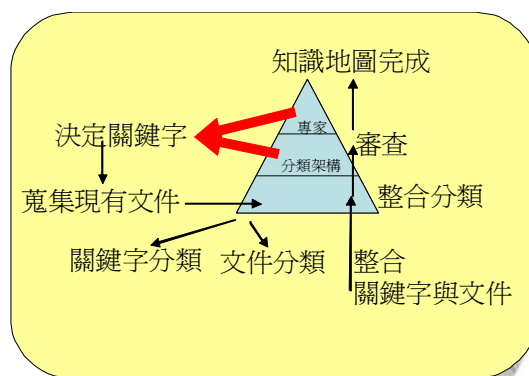 知識地圖完成
專家
決定關鍵字
審查
分類架構
蒐集現有文件
整合分類
關鍵字分類
文件分類
整合
關鍵字與文件